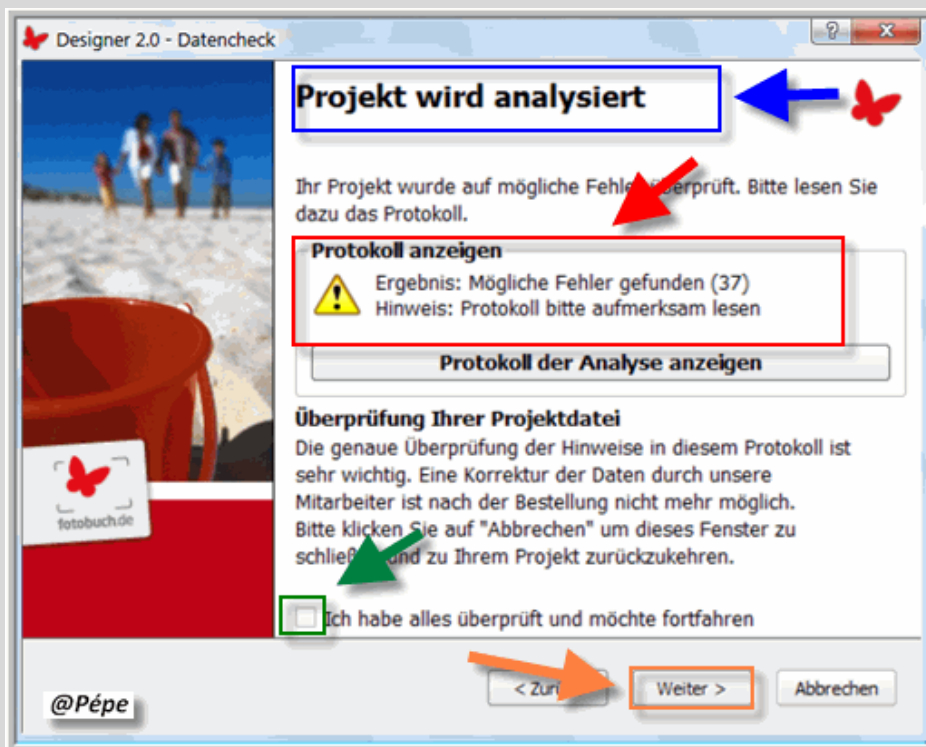 Designer 2.0 - Datencheck
Projekt wird analysiert
Ihr Projekt wurde auf mögliche Fehler überprüft. Bitte lesen Sie
dazu das Protokoll.
Protokoll anzeigen
Ergebnis: Mögliche Fehler gefunden (37)
Hinweis: Protokoll bitte aufmerksam lesen
Protokoll der Analyse anzeigen
Überprüfung Ihrer Projektdatei
Die genaue Überprüfung der Hinweise in diesem Protokoll ist
sehr wichtig. Eine Korrektur der Daten durch unsere
Mitarbeiter ist nach der Bestellung nicht mehr möglich.
Bitte klicken Sie auf "Abbrechen" um dieses Fenster zu
schließen und zu Ihrem Projekt zurückzukehren.
fotobuch.de
Ich habe alles überprüft und möchte fortfahren
< Zurück
Weiter >
Abbrechen
@Pépe